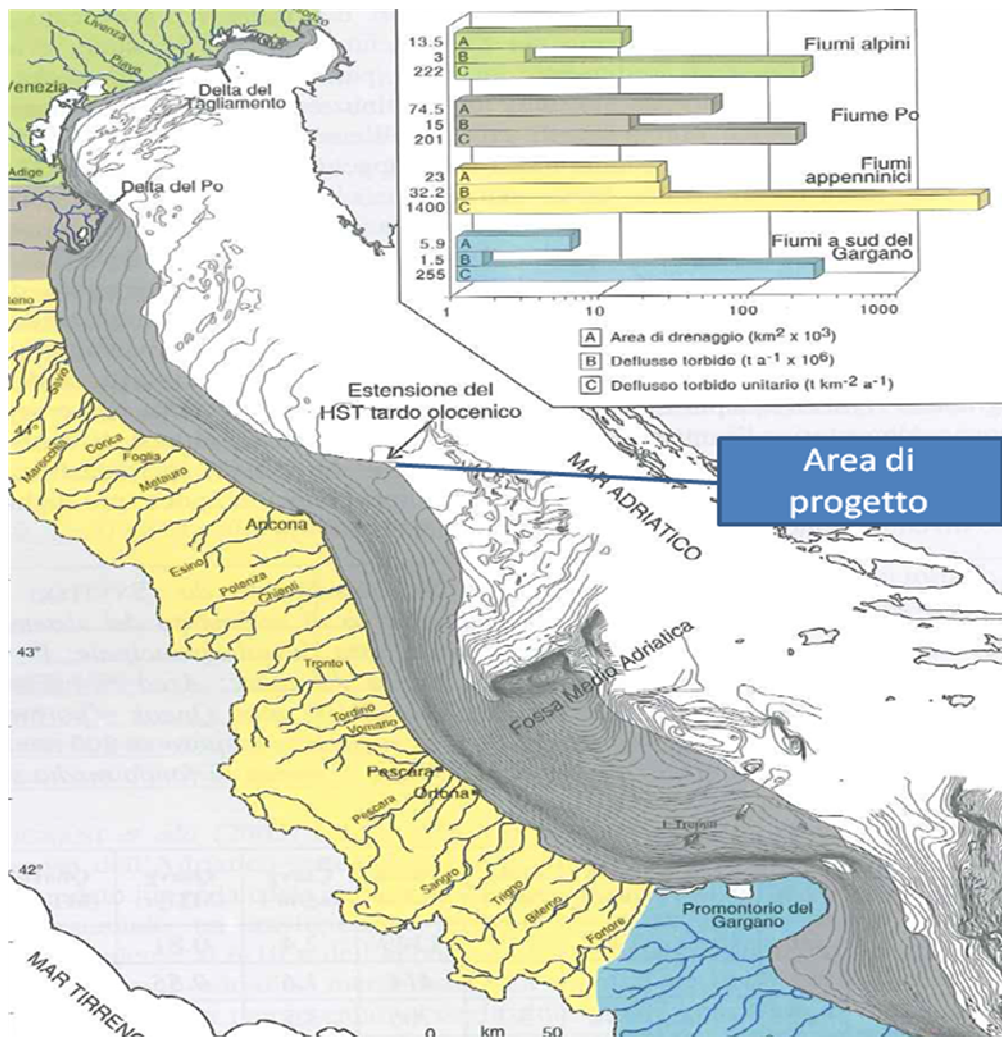 Livenza
Piave
Venezia
Adige
Delta del
Tagliamento
Delta del Po
13.5
3
222
A
B
C
Fiumi alpini
74.5
15
201
A
B
C
Fiume Po
23
32.2
1400
A
B
C
Fiumi
appenninici
5.9
1.5
255
A
B
C
Fiumi a sud del
Gargano
1
10
100
1000
A Area di drenaggio (km² x 10³)
B Deflusso torbido (t a⁻¹ x 10⁶)
C Deflusso torbido unitario (t km⁻² a⁻¹)
Estensione del
HST tardo olocenico
Area di
progetto
MAR ADRIATICO
Savio
44°
Marecchia
Conca
Foglia
Metauro
Ancona
Esino
Potenza
Chienti
43°
Tronto
Tordino
Vomano
Fossa Medio Adriatica
Pescara
Ortona
Pescara
I. Tremiti
42°
Sangro
Trigno
Biferno
Fortore
Promontorio del
Gargano
MAR TIRRENO
0 km 50